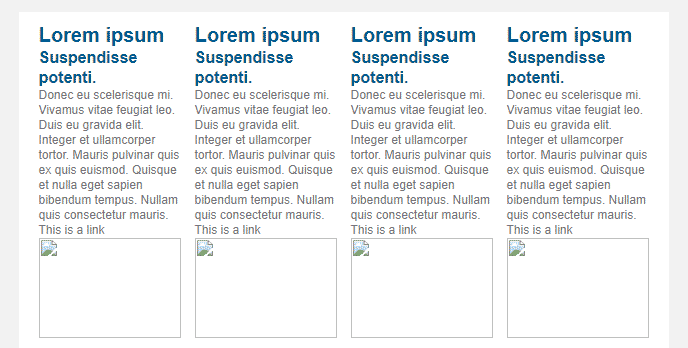 Lorem ipsum
Suspendisse
potenti.
Donec eu scelerisque mi.
Vivamus vitae feugiat leo.
Duis eu gravida elit.
Integer et ullamcorper
tortor. Mauris pulvinar quis
ex quis euismod. Quisque
et nulla eget sapien
bibendum tempus. Nullam
quis consectetur mauris.
This is a link
Lorem ipsum
Suspendisse
potenti.
Donec eu scelerisque mi.
Vivamus vitae feugiat leo.
Duis eu gravida elit.
Integer et ullamcorper
tortor. Mauris pulvinar quis
ex quis euismod. Quisque
et nulla eget sapien
bibendum tempus. Nullam
quis consectetur mauris.
This is a link
Lorem ipsum
Suspendisse
potenti.
Donec eu scelerisque mi.
Vivamus vitae feugiat leo.
Duis eu gravida elit.
Integer et ullamcorper
tortor. Mauris pulvinar quis
ex quis euismod. Quisque
et nulla eget sapien
bibendum tempus. Nullam
quis consectetur mauris.
This is a link
Lorem ipsum
Suspendisse
potenti.
Donec eu scelerisque mi.
Vivamus vitae feugiat leo.
Duis eu gravida elit.
Integer et ullamcorper
tortor. Mauris pulvinar quis
ex quis euismod. Quisque
et nulla eget sapien
bibendum tempus. Nullam
quis consectetur mauris.
This is a link